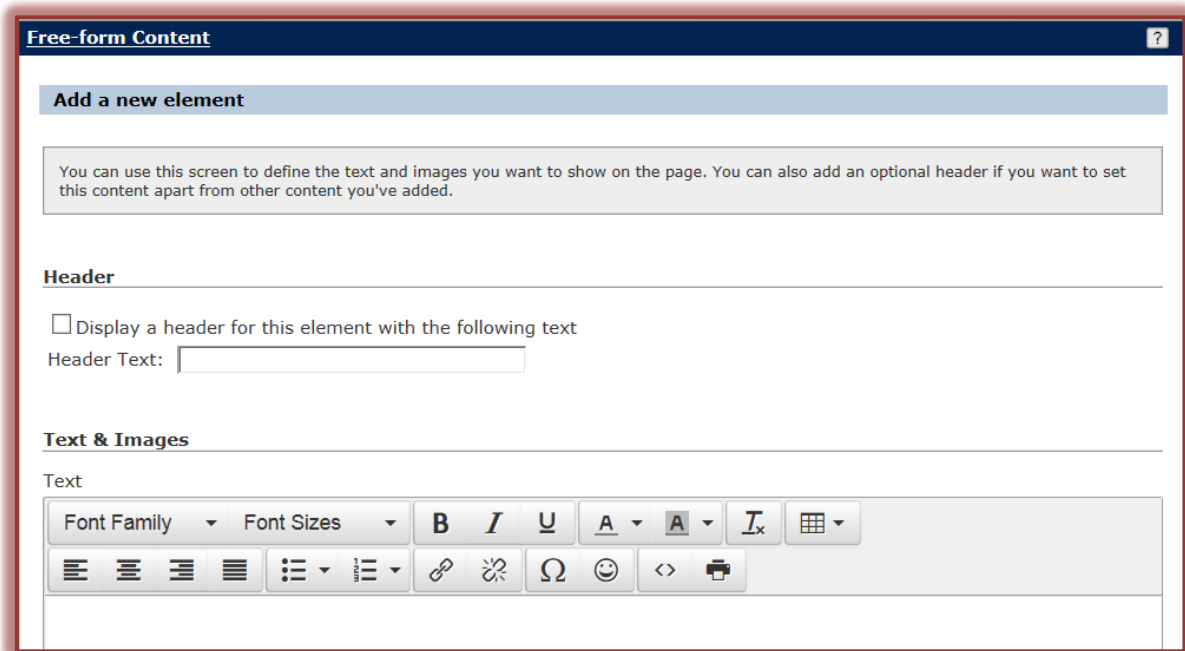 Free-form Content ?
Add a new element
You can use this screen to define the text and images you want to show on the page. You can also add an optional header if you want to set
this content apart from other content you've added.
Header
Display a header for this element with the following text
Header Text:
Text & Images
Text
Font Family Font Sizes B I U A A Tx
Ω <>